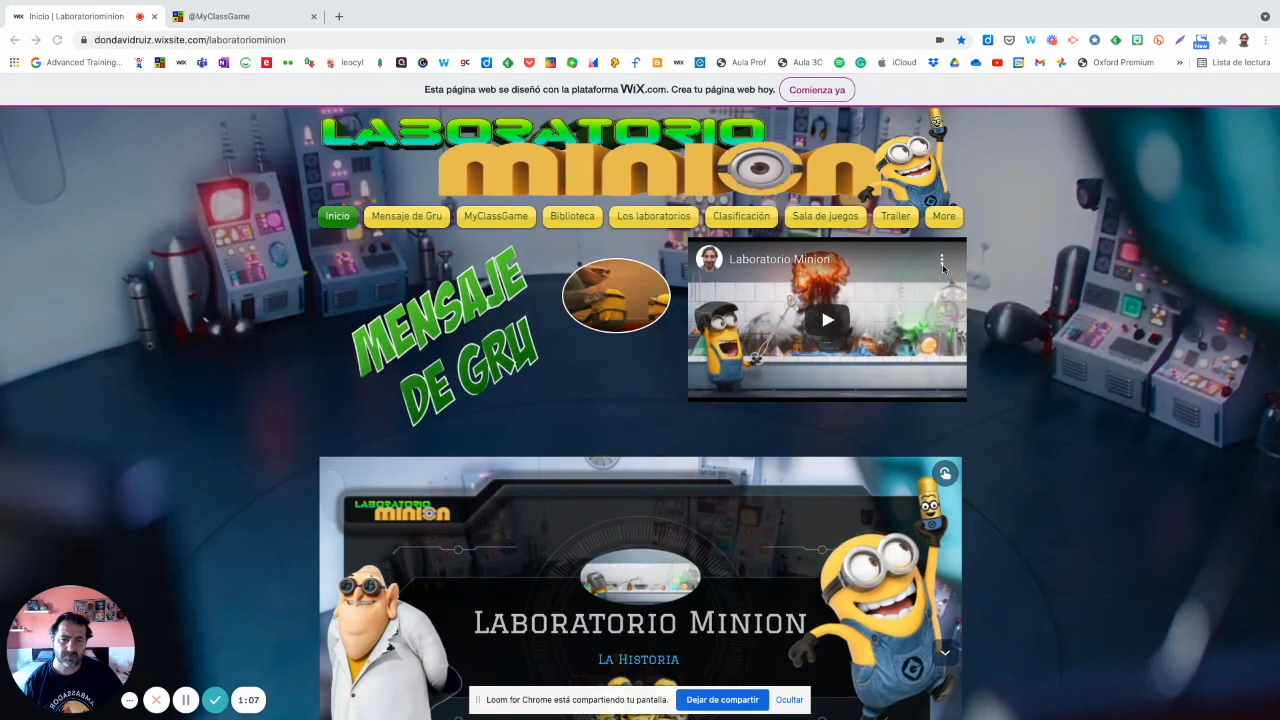 Inicio | Laboratoriominion
@MyClassGame
dondavidruiz.wixsite.com/laboratoriominion
New
Advanced Training...
leocyl
Aula Prof
Aula 3C
iCloud
Oxford Premium
Lista de lectura
Esta página web se diseñó con la plataforma WiX.com. Crea tu página web hoy.
Comienza ya
LABORATORIO
minion
Inicio
Mensaje de Gru
MyClassGame
Biblioteca
Los laboratorios
Clasificación
Sala de juegos
Trailer
More
MENSAJE
DE GRU
Laboratorio Minion
LABORATORIO
minion
Laboratorio Minion
La Historia
1:07
Loom for Chrome está compartiendo tu pantalla.
Dejar de compartir
Ocultar